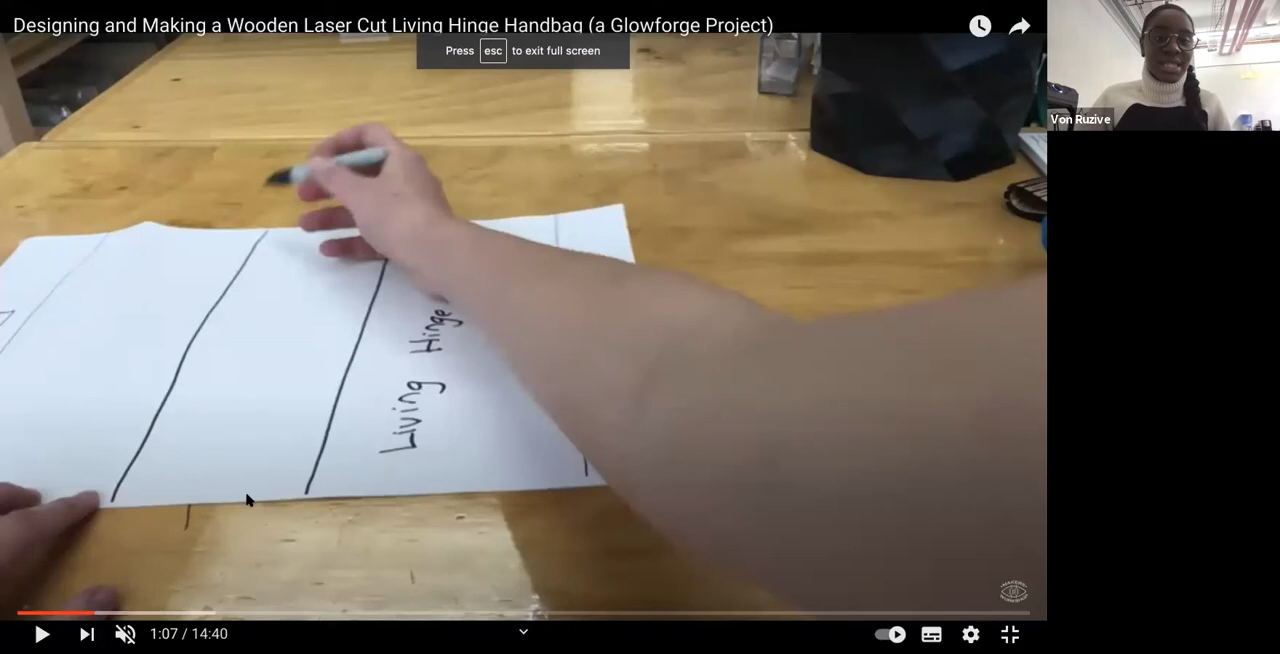 Designing and Making a Wooden Laser Cut Living Hinge Handbag (a Glowforge Project)
Press esc to exit full screen
Von Ruzive
Living Hinge
1:07 / 14:40